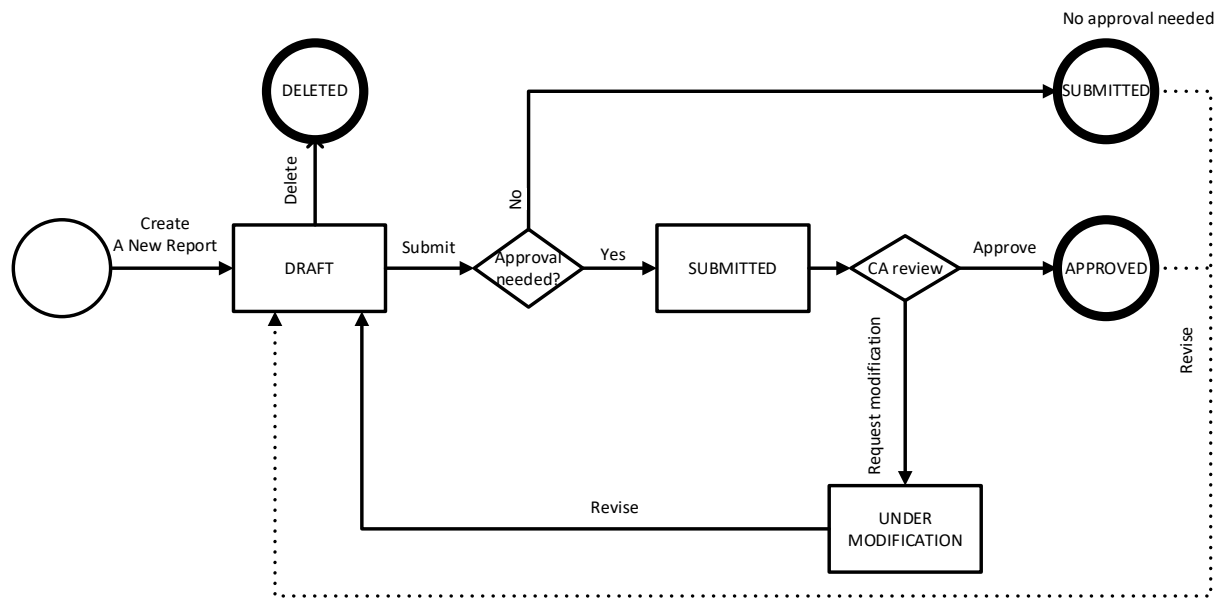 No approval needed
DELETED
SUBMITTED
Delete
No
Create
A New Report
DRAFT
Submit
Approval
needed?
Yes
SUBMITTED
CA review
Approve
APPROVED
Revise
Request modification
Revise
UNDER
MODIFICATION